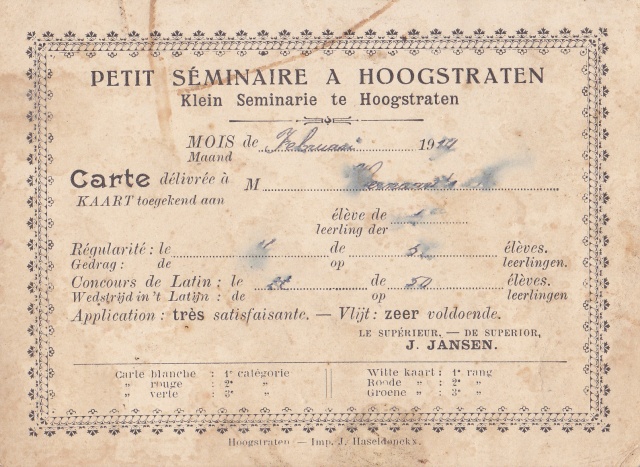 PETIT SÉMINAIRE A HOOGSTRATEN
Klein Seminarie te Hoogstraten
MOIS de Februari 19
Maand
Carte délivrée à M
KAART toegekend aan
élève de
leerling der
Régularité : le de élèves.
Gedrag : de op leerlingen.
Concours de Latin : le de 50 élèves.
Wedstrijd in't Latijn : de op leerlingen
Application : très satisfaisante. — Vlijt : zeer voldoende.
LE SUPÉRIEUR, — DE SUPERIOR,
J. JANSEN.
Carte blanche : 1e catégorie
" rouge : 2e "
" verte : 3e "
Witte kaart : 1e rang
Roode " : 2e "
Groene " : 3e "
Hoogstraten — Imp. J. Haseldonckx.